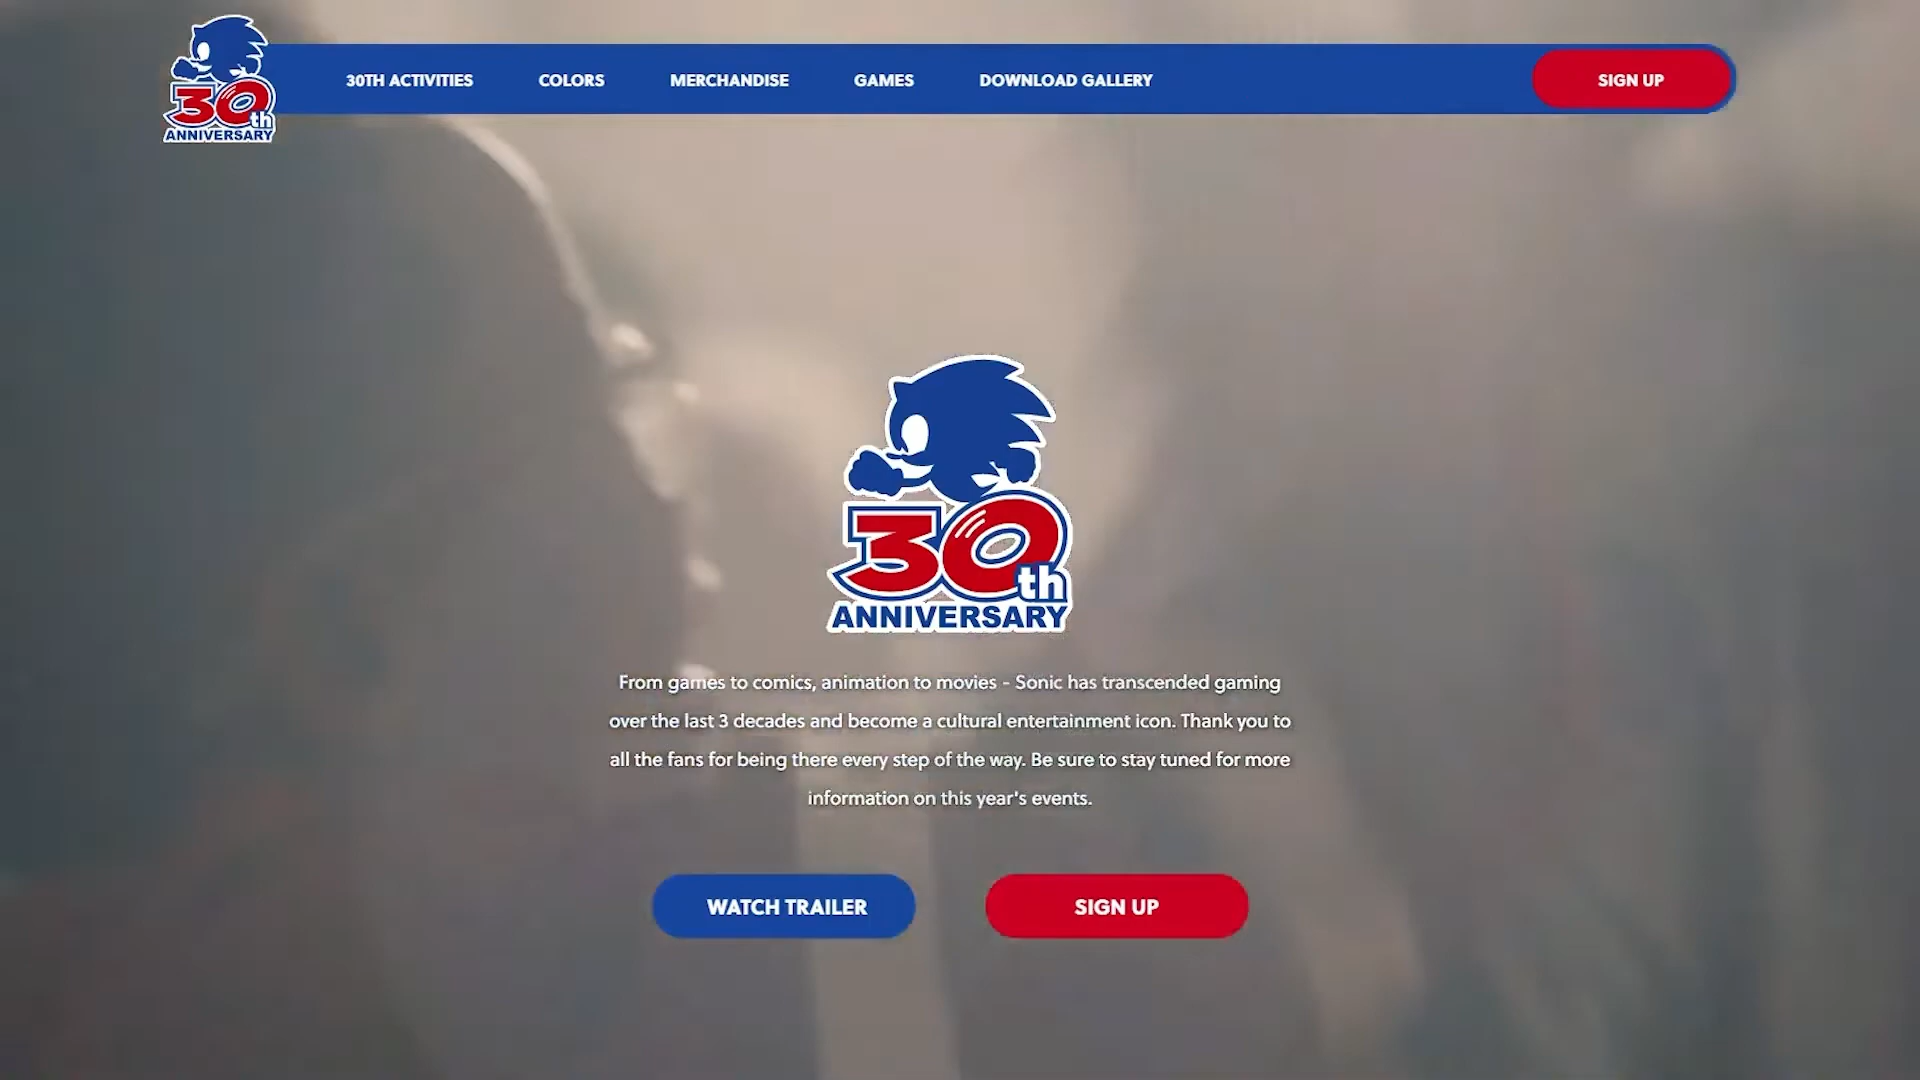 30th
ANNIVERSARY
30TH ACTIVITIES
COLORS
MERCHANDISE
GAMES
DOWNLOAD GALLERY
SIGN UP
30th
ANNIVERSARY
From games to comics, animation to movies - Sonic has transcended gaming
over the last 3 decades and become a cultural entertainment icon. Thank you to
all the fans for being there every step of the way. Be sure to stay tuned for more
information on this year's events.
WATCH TRAILER
SIGN UP